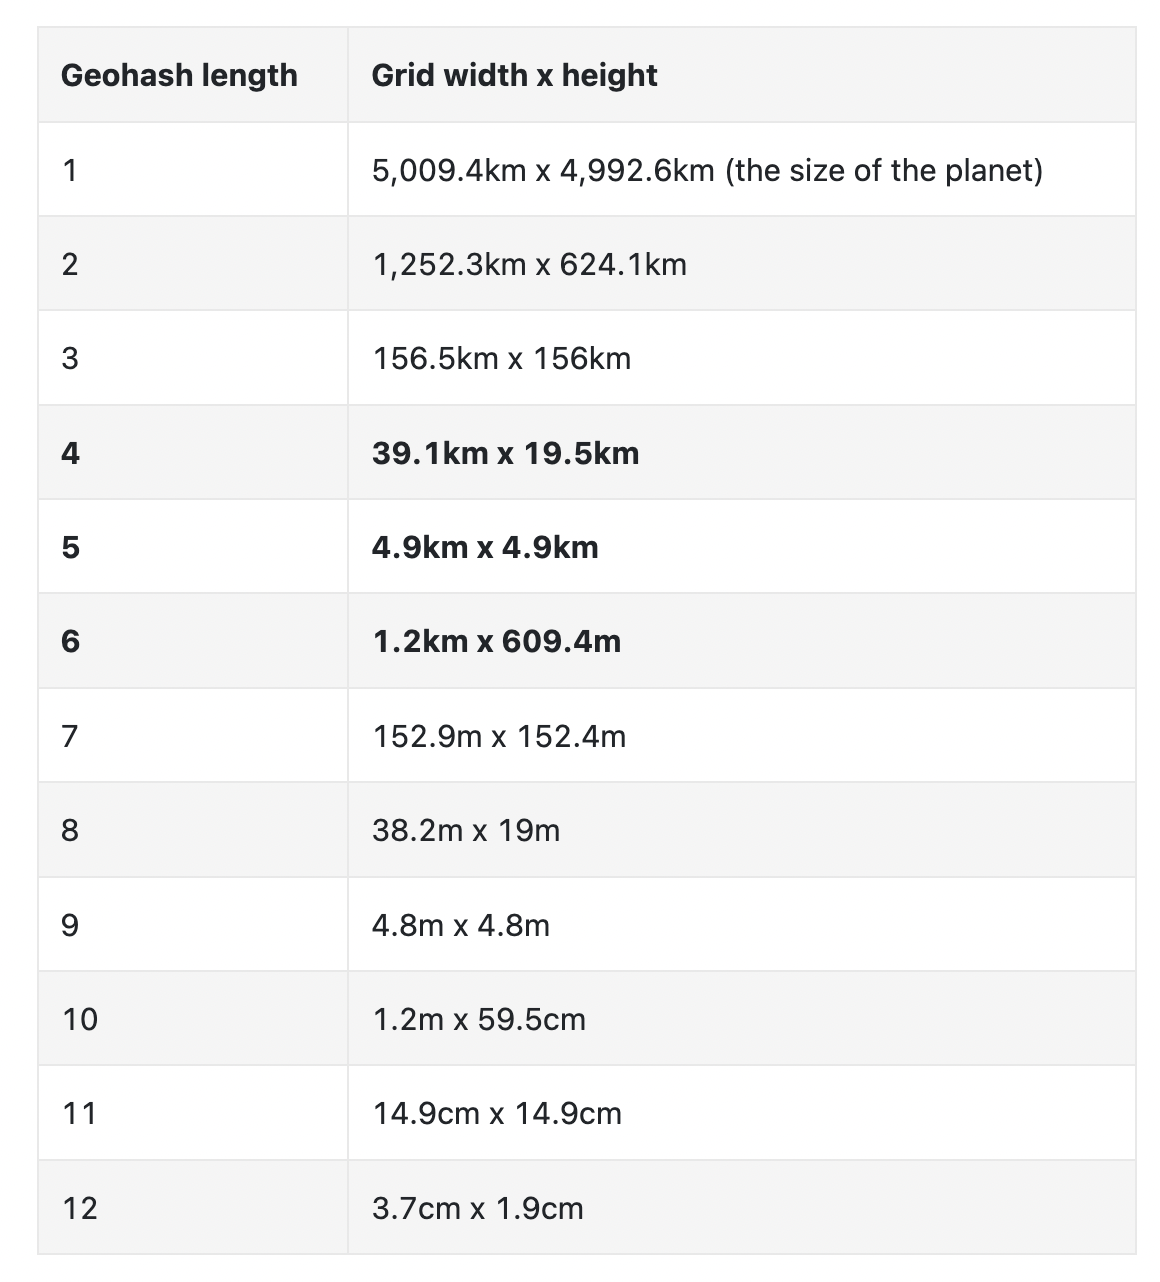 Geohash length Grid width x height
1 5,009.4km x 4,992.6km (the size of the planet)
2 1,252.3km x 624.1km
3 156.5km x 156km
4 39.1km x 19.5km
5 4.9km x 4.9km
6 1.2km x 609.4m
7 152.9m x 152.4m
8 38.2m x 19m
9 4.8m x 4.8m
10 1.2m x 59.5cm
11 14.9cm x 14.9cm
12 3.7cm x 1.9cm